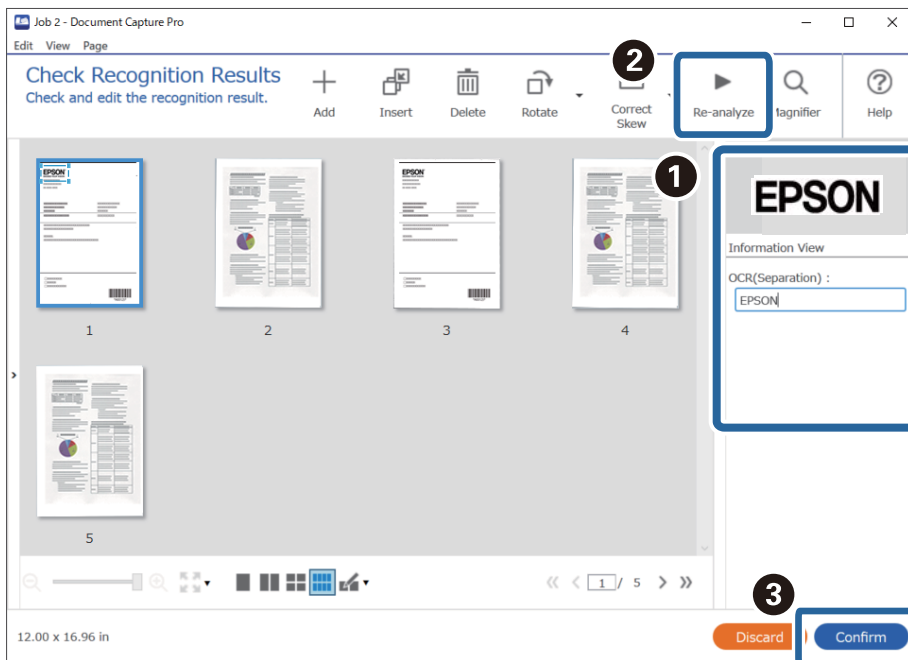 Job 2 - Document Capture Pro
Edit View Page
Check Recognition Results
Check and edit the recognition result.
Add
Insert
Delete
Rotate
2
Correct
Skew
Re-analyze
Magnifier
Help
EPSON
EPSON
1
EPSON
Information View
OCR(Separation) :
EPSON
1
2
3
4
5
1 / 5
3
12.00 x 16.96 in
Discard
Confirm